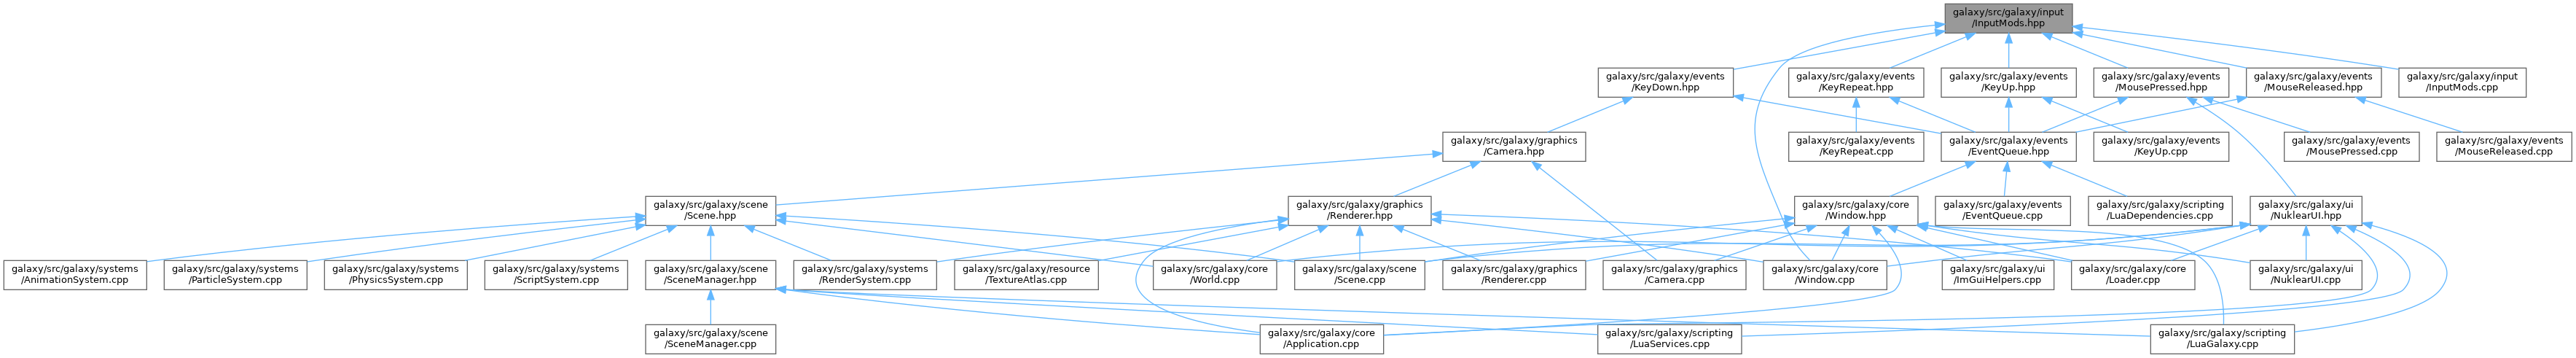 galaxy/src/galaxy/input
/InputMods.hpp
galaxy/src/galaxy/events
/KeyDown.hpp
galaxy/src/galaxy/events
/KeyRepeat.hpp
galaxy/src/galaxy/events
/KeyUp.hpp
galaxy/src/galaxy/events
/MousePressed.hpp
galaxy/src/galaxy/events
/MouseReleased.hpp
galaxy/src/galaxy/input
/InputMods.cpp
galaxy/src/galaxy/graphics
/Camera.hpp
galaxy/src/galaxy/events
/KeyRepeat.cpp
galaxy/src/galaxy/events
/EventQueue.hpp
galaxy/src/galaxy/events
/KeyUp.cpp
galaxy/src/galaxy/events
/MousePressed.cpp
galaxy/src/galaxy/events
/MouseReleased.cpp
galaxy/src/galaxy/scene
/Scene.hpp
galaxy/src/galaxy/graphics
/Renderer.hpp
galaxy/src/galaxy/core
/Window.hpp
galaxy/src/galaxy/events
/EventQueue.cpp
galaxy/src/galaxy/scripting
/LuaDependencies.cpp
galaxy/src/galaxy/ui
/NuklearUI.hpp
galaxy/src/galaxy/systems
/AnimationSystem.cpp
galaxy/src/galaxy/systems
/ParticleSystem.cpp
galaxy/src/galaxy/systems
/PhysicsSystem.cpp
galaxy/src/galaxy/systems
/ScriptSystem.cpp
galaxy/src/galaxy/scene
/SceneManager.hpp
galaxy/src/galaxy/systems
/RenderSystem.cpp
galaxy/src/galaxy/resource
/TextureAtlas.cpp
galaxy/src/galaxy/core
/World.cpp
galaxy/src/galaxy/scene
/Scene.cpp
galaxy/src/galaxy/graphics
/Renderer.cpp
galaxy/src/galaxy/graphics
/Camera.cpp
galaxy/src/galaxy/core
/Window.cpp
galaxy/src/galaxy/ui
/ImGuiHelpers.cpp
galaxy/src/galaxy/core
/Loader.cpp
galaxy/src/galaxy/ui
/NuklearUI.cpp
galaxy/src/galaxy/scene
/SceneManager.cpp
galaxy/src/galaxy/core
/Application.cpp
galaxy/src/galaxy/scripting
/LuaServices.cpp
galaxy/src/galaxy/scripting
/LuaGalaxy.cpp